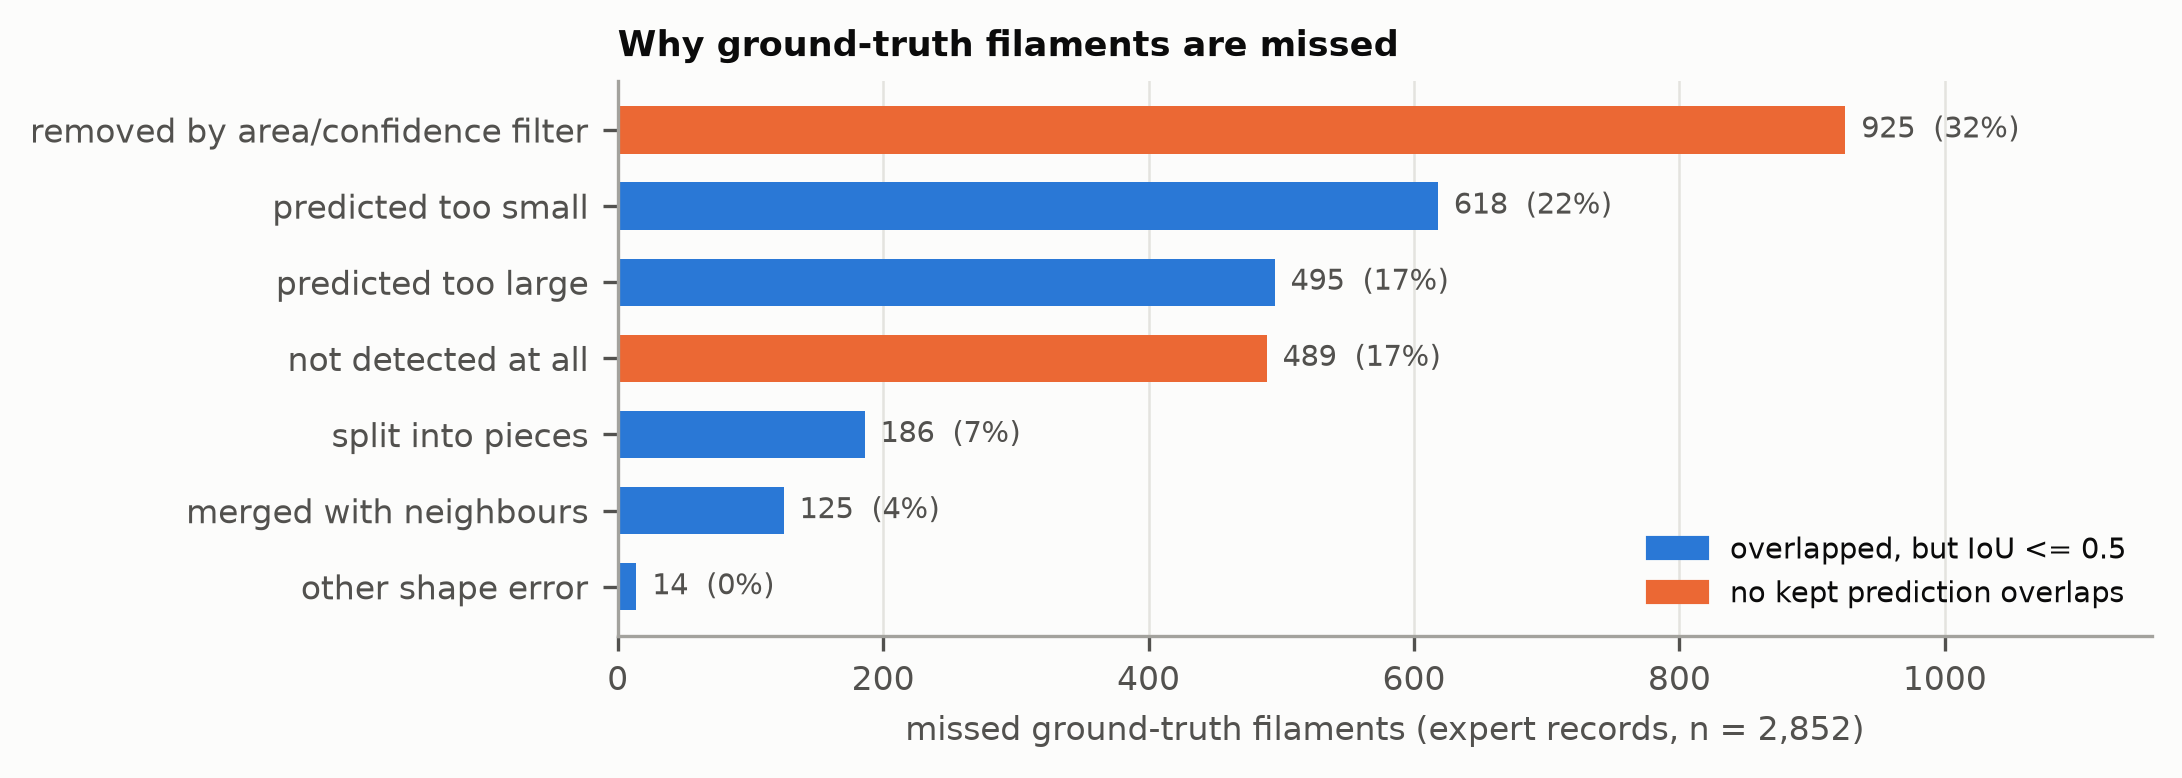 Why ground-truth filaments are missed
removed by area/confidence filter 925 (32%)
predicted too small 618 (22%)
predicted too large 495 (17%)
not detected at all 489 (17%)
split into pieces 186 (7%)
merged with neighbours 125 (4%)
other shape error 14 (0%)
overlapped, but IoU <= 0.5
no kept prediction overlaps
0 200 400 600 800 1000
missed ground-truth filaments (expert records, n = 2,852)